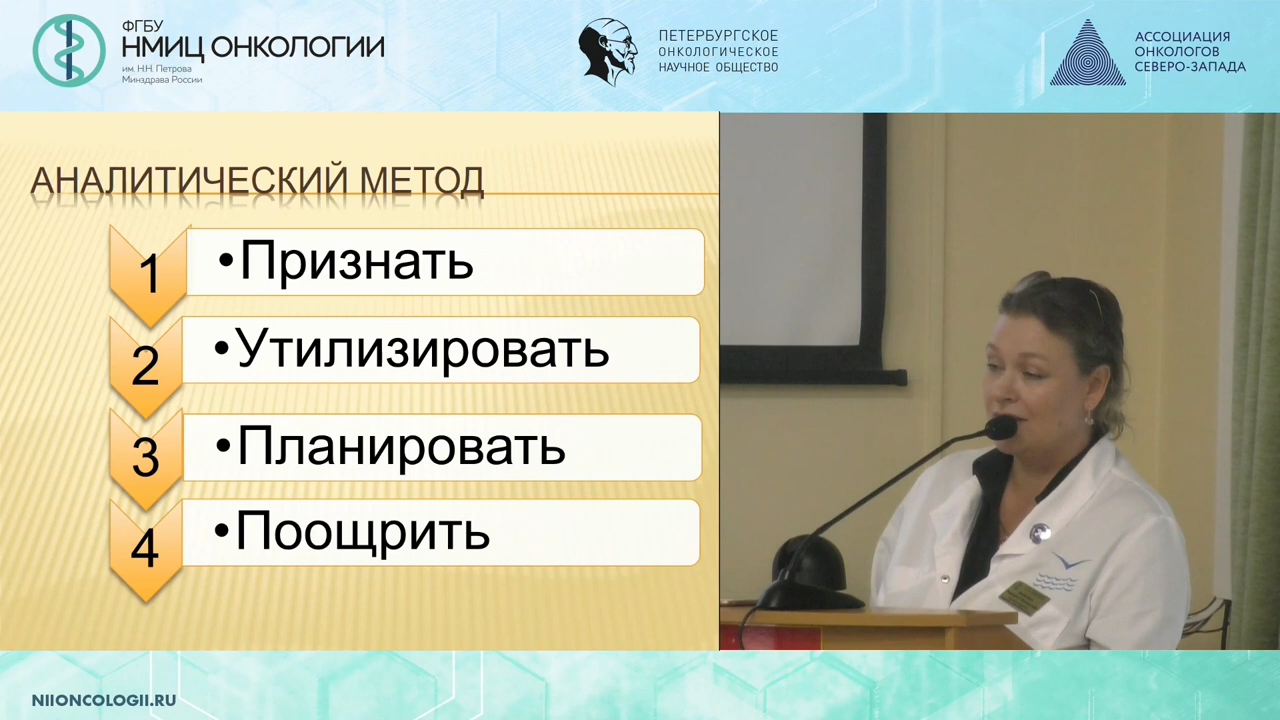 ФГБУ
НМИЦ ОНКОЛОГИИ
им. Н.Н. Петрова
Минздрава России
ПЕТЕРБУРГСКОЕ
ОНКОЛОГИЧЕСКОЕ
НАУЧНОЕ ОБЩЕСТВО
АССОЦИАЦИЯ
ОНКОЛОГОВ
СЕВЕРО-ЗАПАДА
АНАЛИТИЧЕСКИЙ МЕТОД
1
•Признать
2
•Утилизировать
3
•Планировать
4
•Поощрить
NIIONCOLOGII.RU